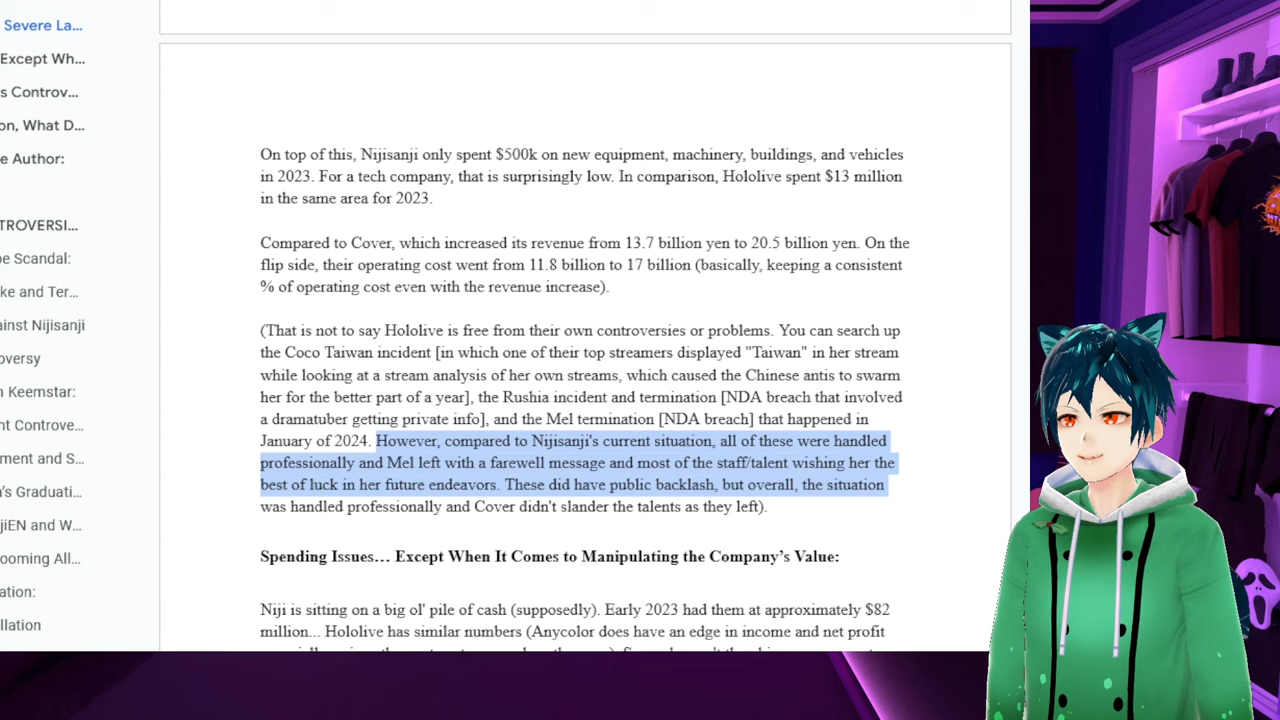 Severe La...
Except Wh...
s Controv...
on, What D...
e Author:
TROVERSI...
e Scandal:
ke and Ter...
inst Nijisanji
oversy
n Keemstar:
nt Controve...
ment and S...
a's Graduati...
jiEN and W...
ooming All...
ation:
llation
On top of this, Nijisanji only spent $500k on new equipment, machinery, buildings, and vehicles
in 2023. For a tech company, that is surprisingly low. In comparison, Hololive spent $13 million
in the same area for 2023.
Compared to Cover, which increased its revenue from 13.7 billion yen to 20.5 billion yen. On the
flip side, their operating cost went from 11.8 billion to 17 billion (basically, keeping a consistent
% of operating cost even with the revenue increase).
(That is not to say Hololive is free from their own controversies or problems. You can search up
the Coco Taiwan incident [in which one of their top streamers displayed "Taiwan" in her stream
while looking at a stream analysis of her own streams, which caused the Chinese antis to swarm
her for the better part of a year], the Rushia incident and termination [NDA breach that involved
a dramatuber getting private info], and the Mel termination [NDA breach] that happened in
January of 2024. However, compared to Nijisanji's current situation, all of these were handled
professionally and Mel left with a farewell message and most of the staff/talent wishing her the
best of luck in her future endeavors. These did have public backlash, but overall, the situation
was handled professionally and Cover didn't slander the talents as they left).
Spending Issues… Except When It Comes to Manipulating the Company's Value:
Niji is sitting on a big ol' pile of cash (supposedly). Early 2023 had them at approximately $82
million... Hololive has similar numbers (Anycolor does have an edge in income and net profit